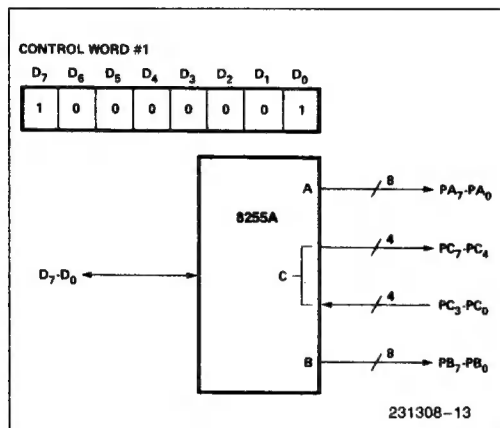 CONTROL WORD #1
D7 D6 D5 D4 D3 D2 D1 D0
1 0 0 0 0 0 0 1
A 8 PA7-PA0
8255A
4 PC7-PC4
D7-D0 C
4 PC3-PC0
B 8 PB7-PB0
231308-13